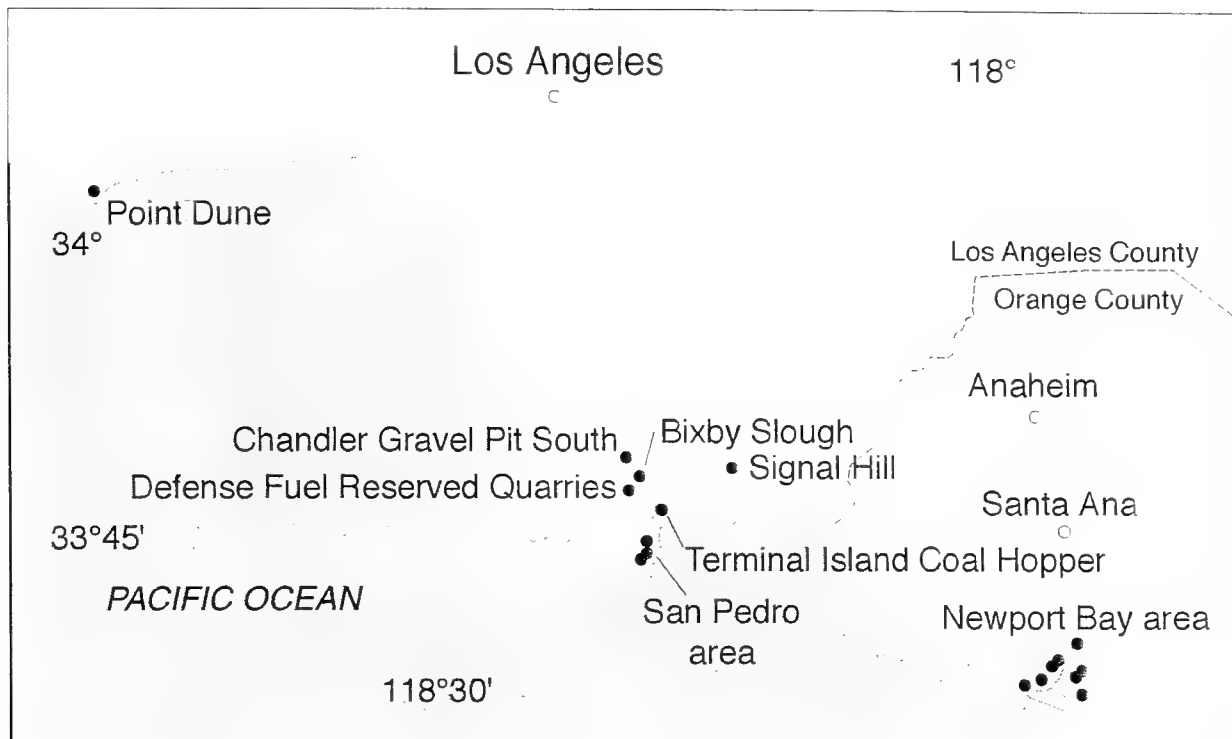 Los Angeles
118°
Point Dune
34°
Los Angeles County
Orange County
Anaheim
Chandler Gravel Pit South
Bixby Slough
Signal Hill
Defense Fuel Reserved Quarries
Santa Ana
33°45'
Terminal Island Coal Hopper
PACIFIC OCEAN
San Pedro
area
Newport Bay area
118°30'